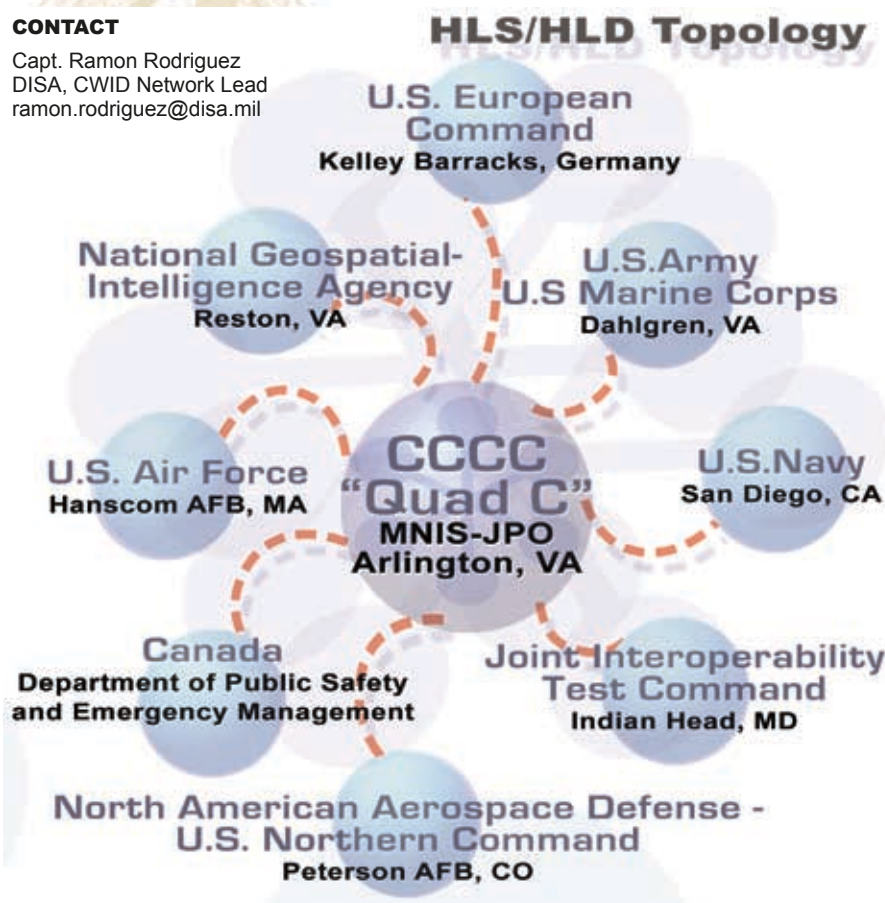 CONTACT
Capt. Ramon Rodriguez
DISA, CWID Network Lead
ramon.rodriguez@disa.mil
HLS/HLD Topology
U.S. European
Command
Kelley Barracks, Germany
National Geospatial-
Intelligence Agency
Reston, VA
U.S.Army
U.S Marine Corps
Dahlgren, VA
U.S. Air Force
Hanscom AFB, MA
CCCC
“Quad C”
MNIS-JPO
Arlington, VA
U.S.Navy
San Diego, CA
Canada
Department of Public Safety
and Emergency Management
Joint Interoperability
Test Command
Indian Head, MD
North American Aerospace Defense -
U.S. Northern Command
Peterson AFB, CO